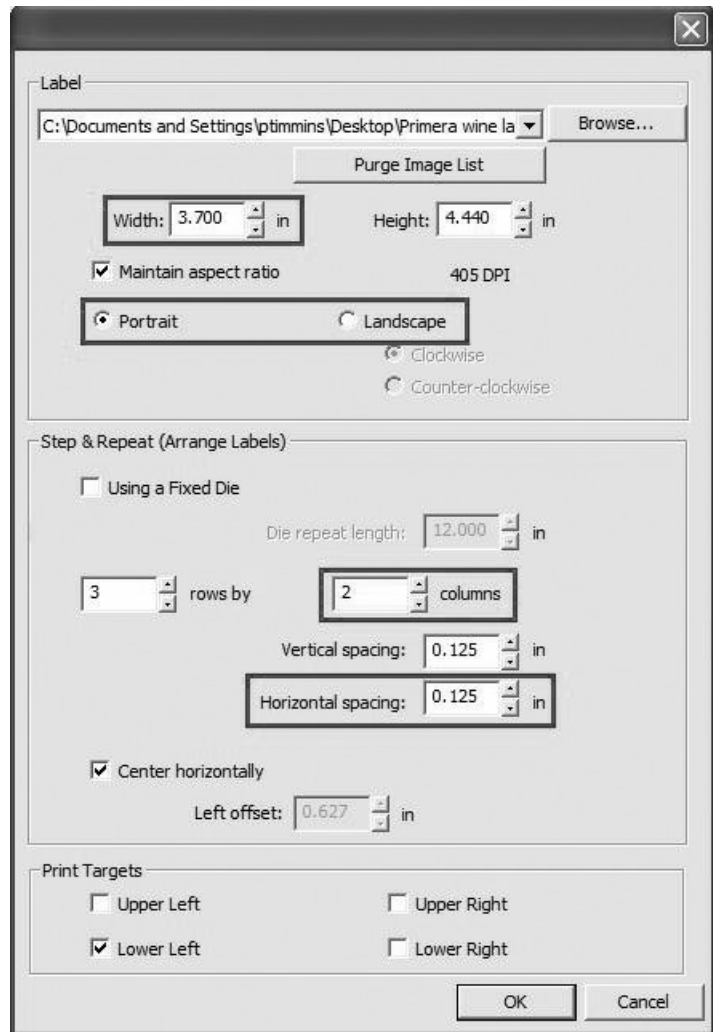 Label
C:\Documents and Settings\ptimmins\Desktop\Primera wine la Browse...
Purge Image List
Width: 3.700 in Height: 4.440 in
Maintain aspect ratio 405 DPI
Portrait Landscape
Clockwise
Counter-clockwise
Step & Repeat (Arrange Labels)
Using a Fixed Die
Die repeat length: 12.000 in
3 rows by 2 columns
Vertical spacing: 0.125 in
Horizontal spacing: 0.125 in
Center horizontally
Left offset: 0.627 in
Print Targets
Upper Left Upper Right
Lower Left Lower Right
OK Cancel